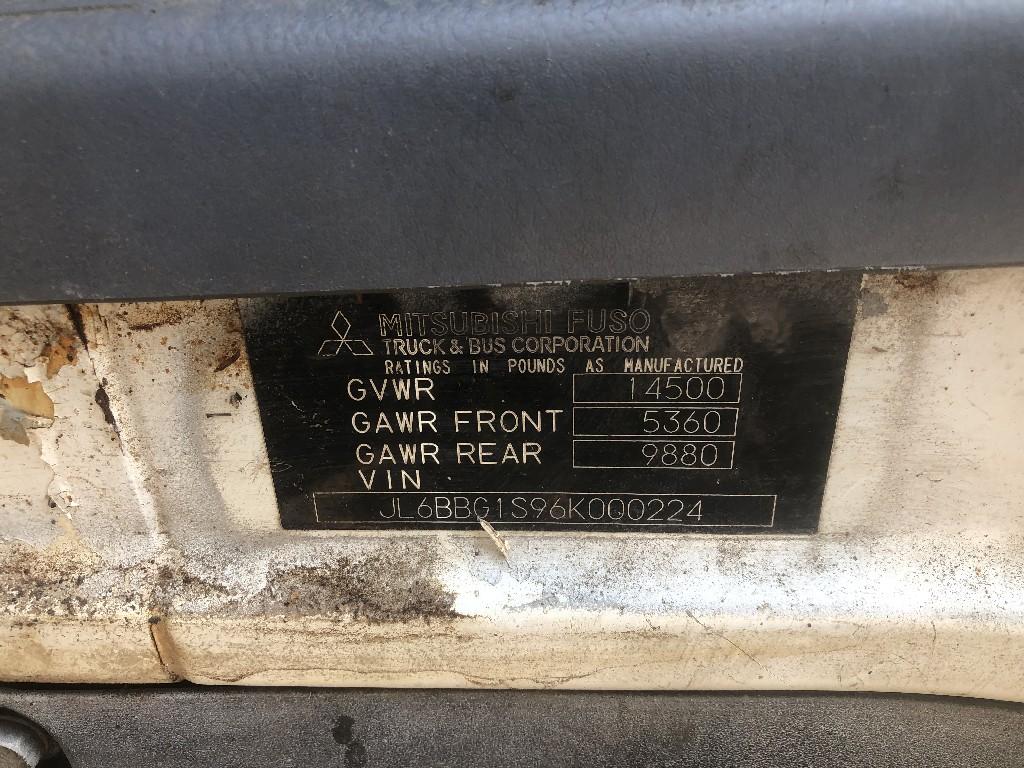 MITSUBISHI FUSO
TRUCK & BUS CORPORATION
RATINGS IN POUNDS AS MANUFACTURED
GVWR 14500
GAWR FRONT 5360
GAWR REAR 9880
VIN
JL6BBG1S96K000224